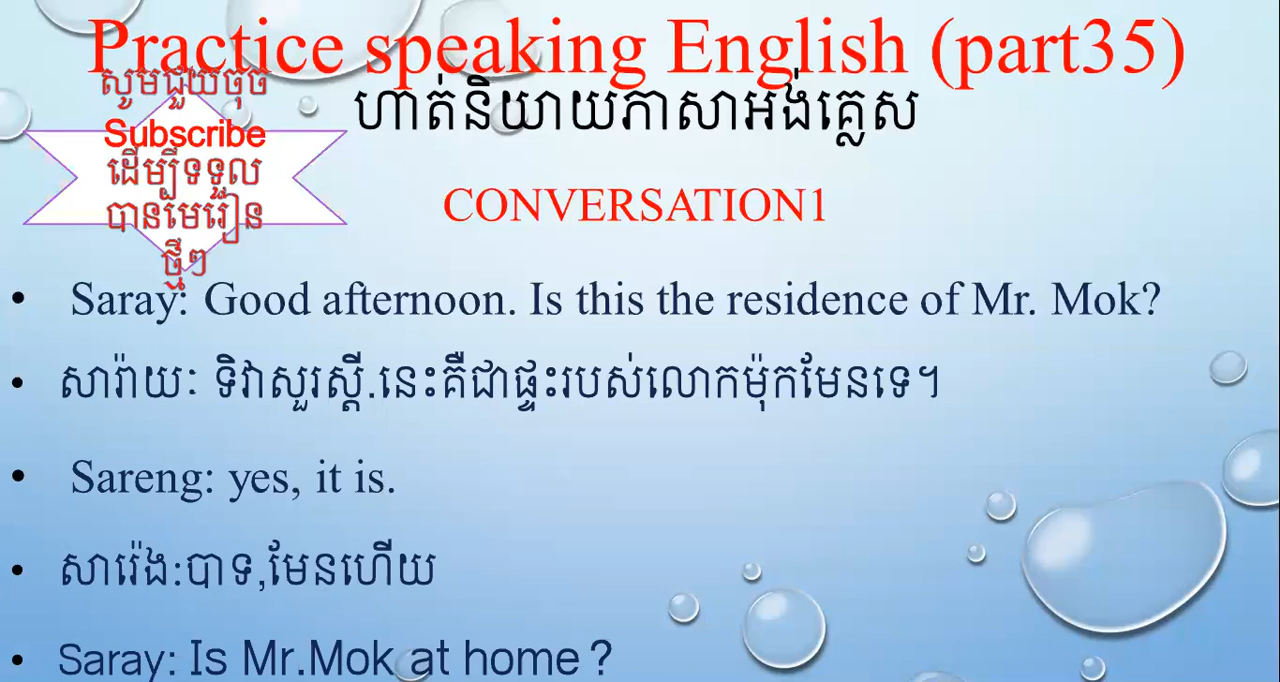 Practice speaking English (part35)
ហាត់និយាយភាសាអង់គ្លេស
សូមជួយចុច
Subscribe
ដើម្បីទទួល
បានមេរៀន
ថ្មីៗ
CONVERSATION1
• Saray: Good afternoon. Is this the residence of Mr. Mok?
• សារ៉ាយៈ ទិវាសួរស្តី.នេះគឺជាផ្ទះរបស់លោកម៉ុកមែនទេ។
• Sareng: yes, it is.
• សារ៉េង:បាទ,មែនហើយ
• Saray: Is Mr.Mok at home ?